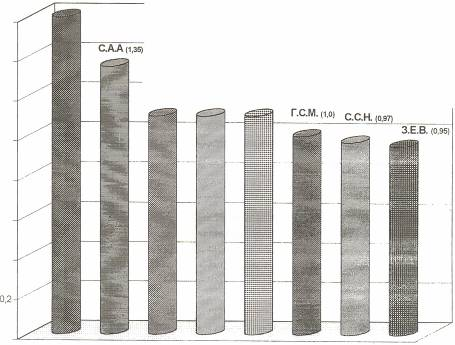 С.А.А (1,35)
Г.С.М. (1,0)
С.С.Н. (0,97)
З.Е.В. (0,95)
0,2